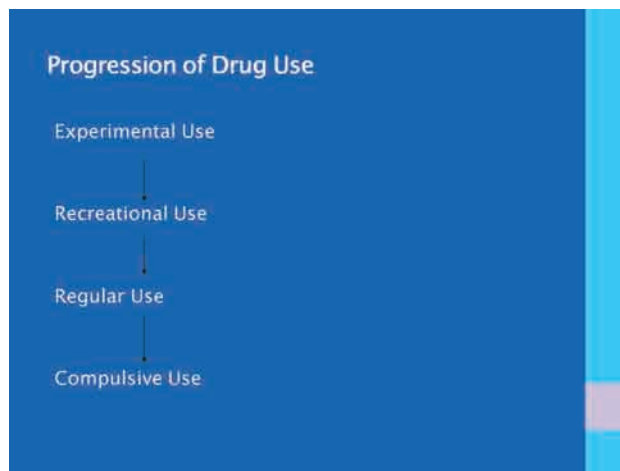 Progression of Drug Use
Experimental Use
Recreational Use
Regular Use
Compulsive Use